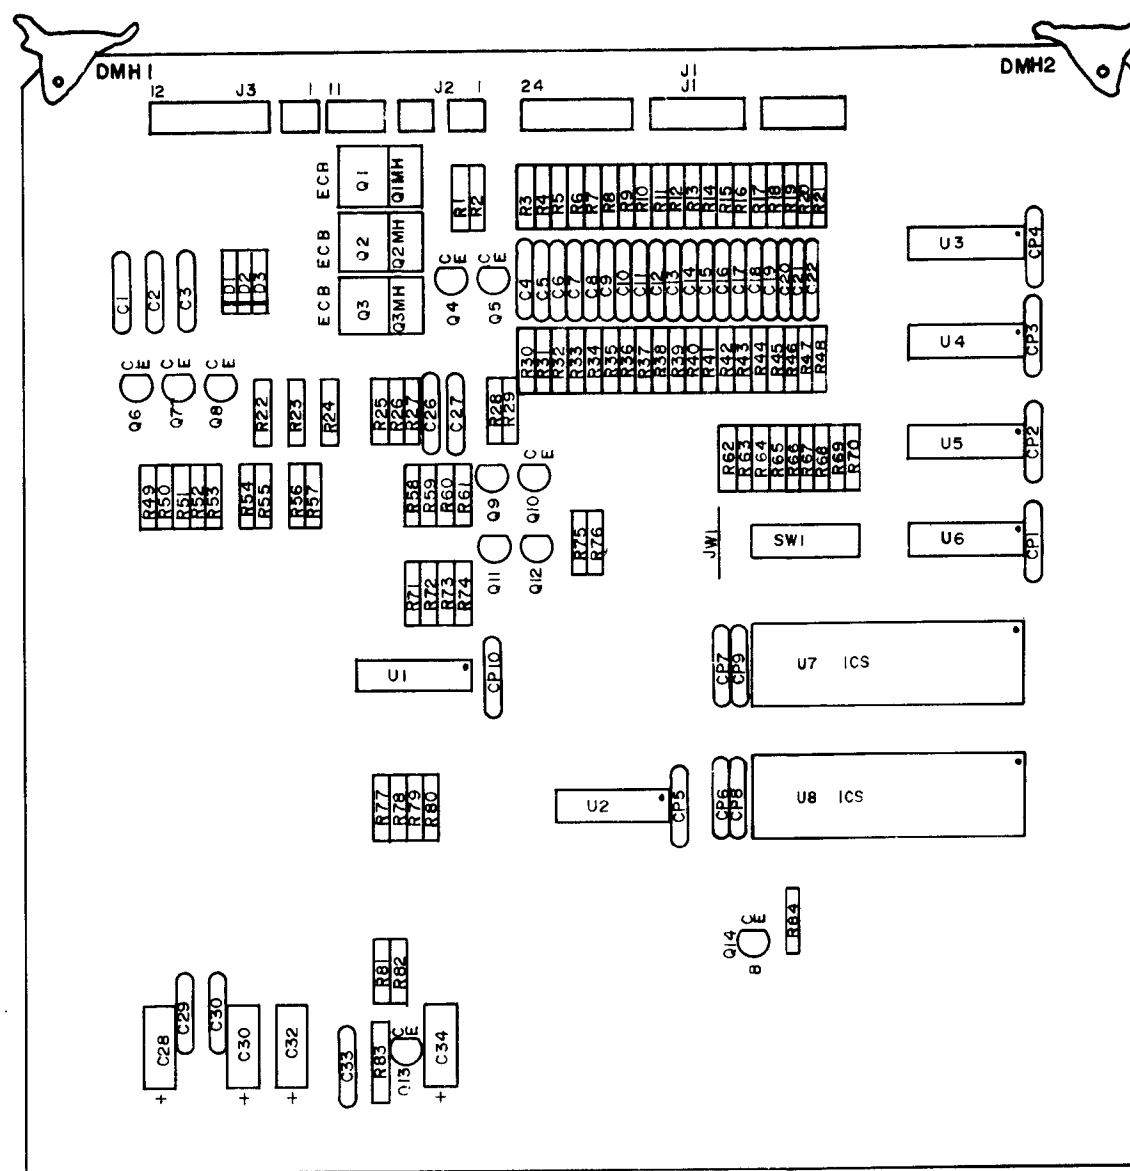 DMH1 DMH2
12 J3 1 11 J2 1 24 J1
J1
ECB Q1 Q1MH R1 R2 R3 R4 R5 R6 R7 R8 R9 R10 R11 R12 R13 R14 R15 R16 R17 R18 R19 R20 R21
ECB Q2 Q2MH U3 CP4
C1 C2 C3 D1 D2 D3 ECB Q3 Q3MH C E Q4 C E Q5 C4 C5 C6 C7 C8 C9 C10 C11 C12 C13 C14 C15 C16 C17 C18 C19 C20 C21 C22
R30 R31 R32 R33 R34 R35 R36 R37 R38 R39 R40 R41 R42 R43 R44 R45 R46 R47 R48 U4 CP3
C E Q6 C E Q7 C E Q8 R22 R23 R24 R25 R26 R27 C26 C27 R28 R29
R62 R63 R64 R65 R66 R67 R68 R69 R70 U5 CP2
R49 R50 R51 R52 R53 R54 R55 R56 R57 R58 R59 R60 R61 Q9 C E Q10 C E
Q11 Q12 R75 R76 JW1 SW1 U6 CP1
R71 R72 R73 R74
U1 CP10 CP7 CP9 U7 ICS
R77 R78 R79 R80 U2 CP5 CP6 CP8 U8 ICS
Q14 C E B R84
R81 R82
C28 C29 C30 C30 C32 C33 R83 Q13 C E C34
+ + + +